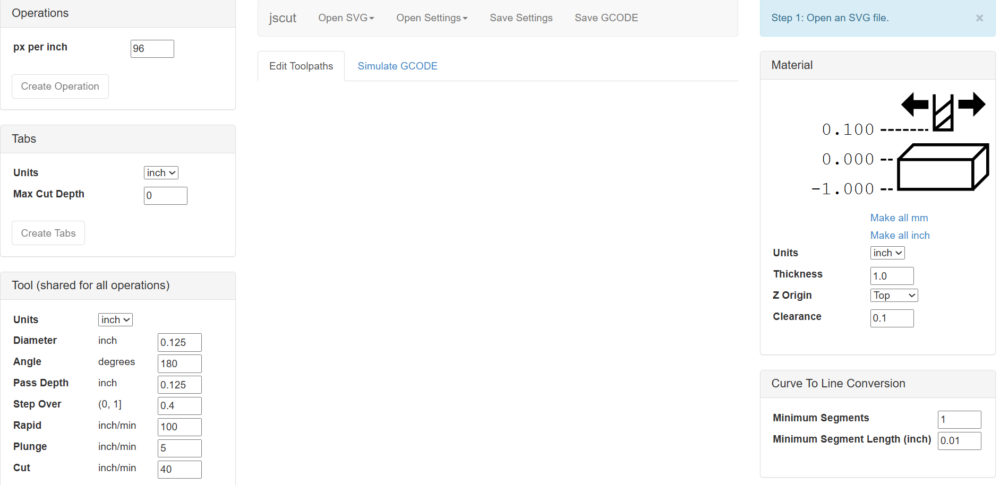 Operations
px per inch 96
Create Operation
Tabs
Units inch
Max Cut Depth 0
Create Tabs
Tool (shared for all operations)
Units inch
Diameter inch 0.125
Angle degrees 180
Pass Depth inch 0.125
Step Over (0, 1] 0.4
Rapid inch/min 100
Plunge inch/min 5
Cut inch/min 40
jscut Open SVG Open Settings Save Settings Save GCODE
Edit Toolpaths Simulate GCODE
Step 1: Open an SVG file. ×
Material
0.100
0.000
-1.000
Make all mm
Make all inch
Units inch
Thickness 1.0
Z Origin Top
Clearance 0.1
Curve To Line Conversion
Minimum Segments 1
Minimum Segment Length (inch) 0.01